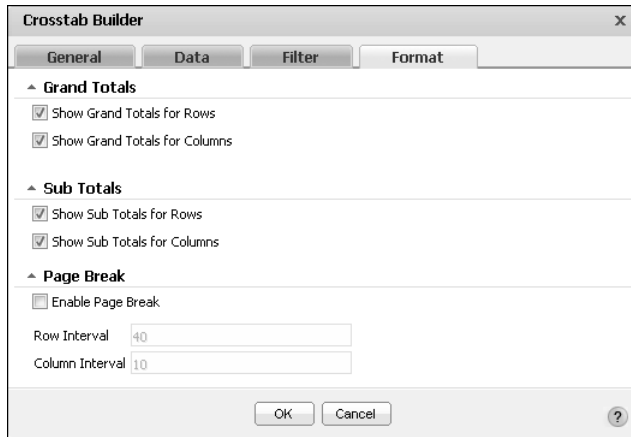 Crosstab Builder x
General Data Filter Format
Grand Totals
Show Grand Totals for Rows
Show Grand Totals for Columns
Sub Totals
Show Sub Totals for Rows
Show Sub Totals for Columns
Page Break
Enable Page Break
Row Interval 40
Column Interval 10
OK Cancel ?